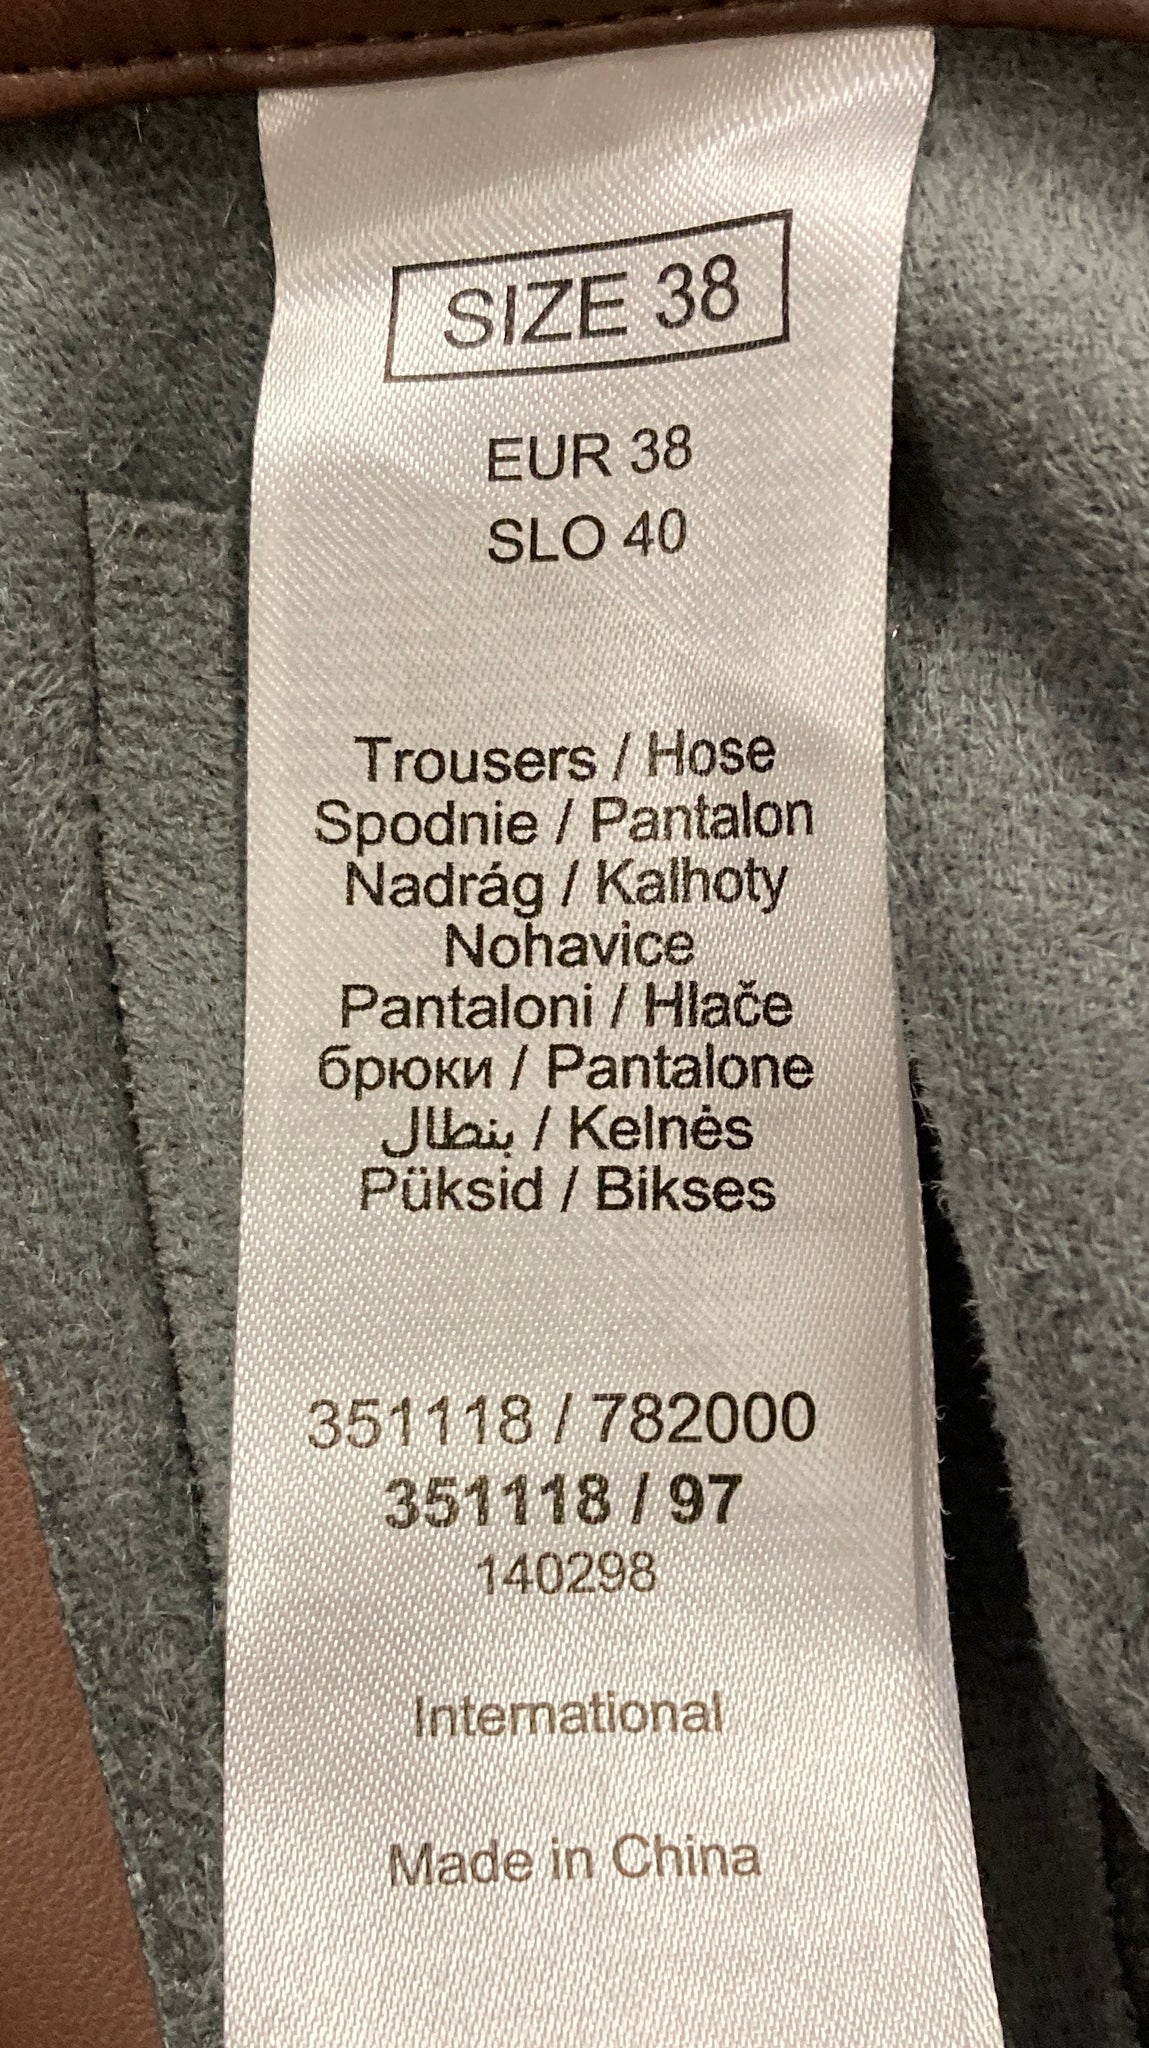 SIZE 38
EUR 38
SLO 40
Trousers / Hose
Spodnie / Pantalon
Nadrág / Kalhoty
Nohavice
Pantaloni / Hlače
брюки / Pantalone
بنطال / Kelnės
Püksid / Bikses
351118 / 782000
351118 / 97
140298
International
Made in China